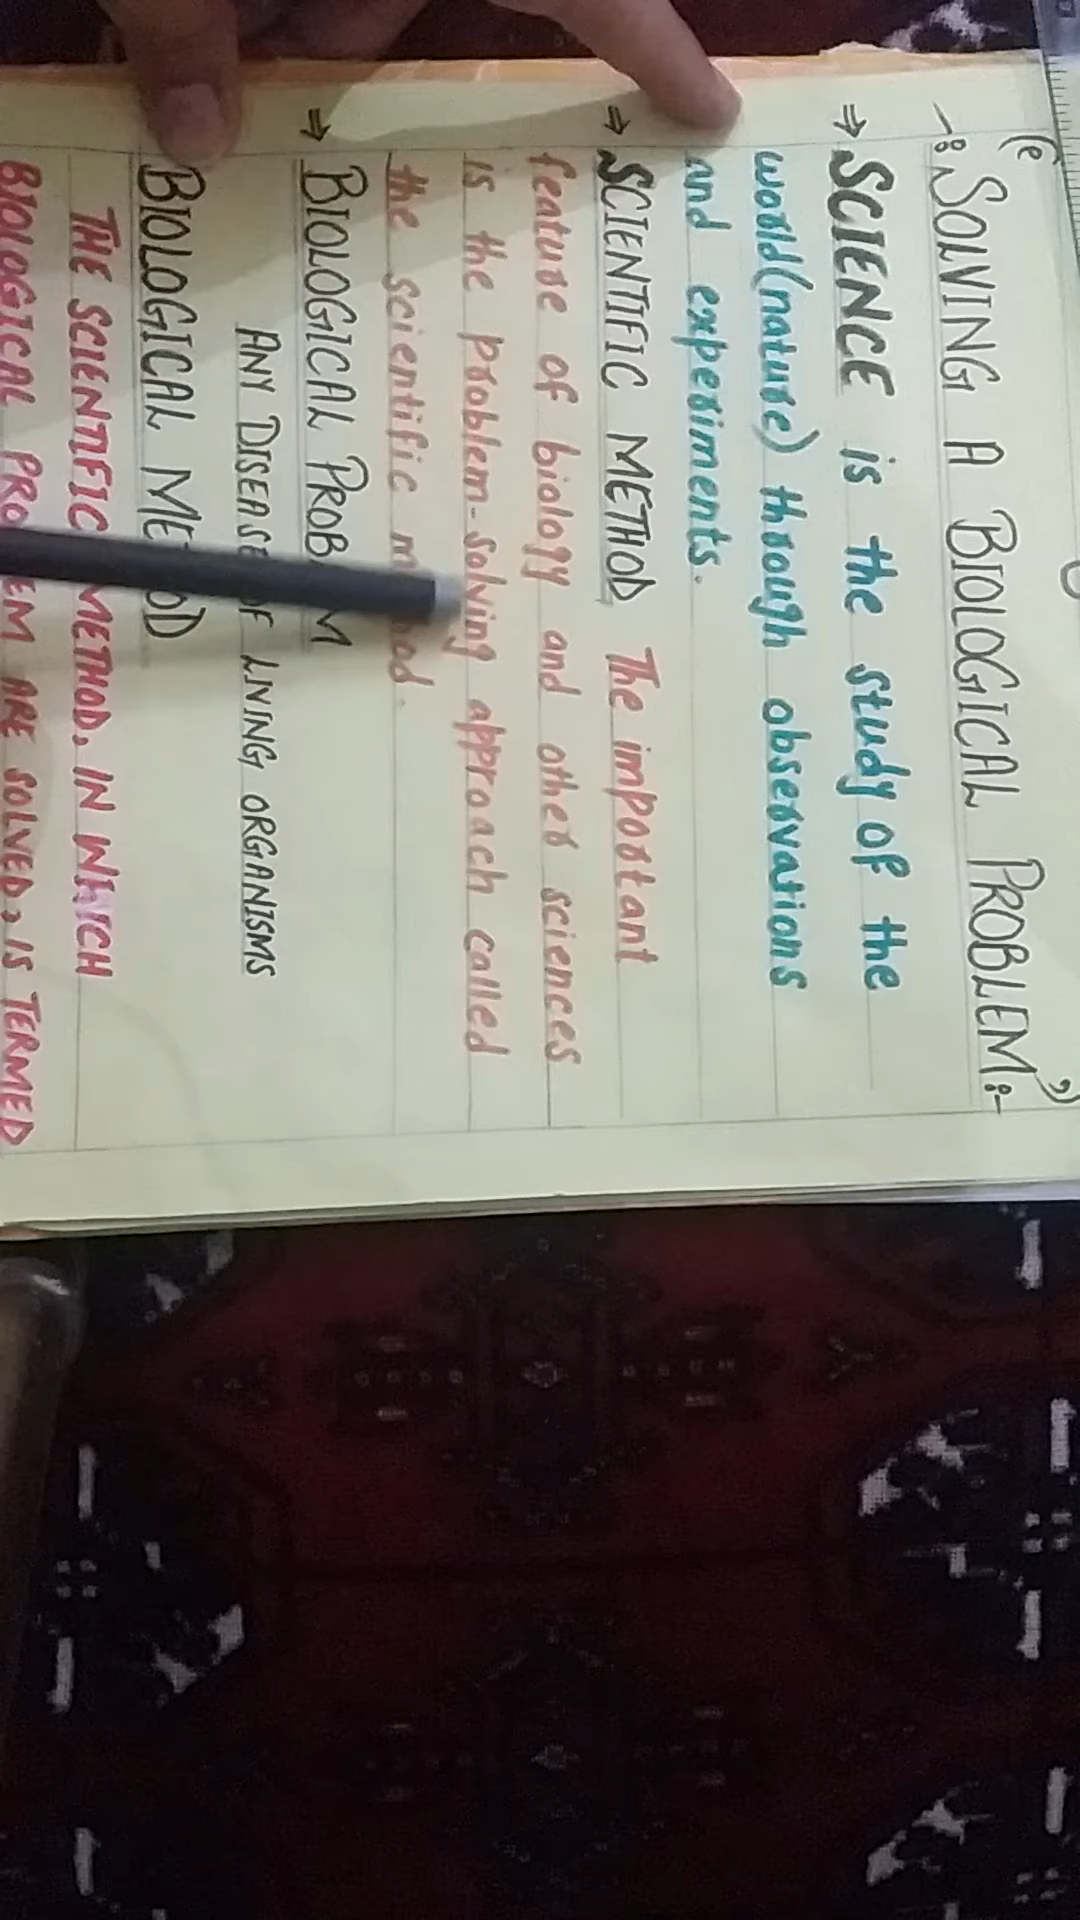 -: SOLVING A BIOLOGICAL PROBLEM:-
⇒ SCIENCE is the study of the
world(nature) through observations
and experiments.
⇒ SCIENTIFIC METHOD The important
feature of biology and other sciences
is the problem-solving approach called
the scientific
⇒ BIOLOGICAL
ANY DISEASE OF LIVING ORGANISMS
BIOLOGICAL
THE SCIENTIFIC METHOD, IN WHICH
BIOLOGICAL ARE SOLVED, IS TERMED